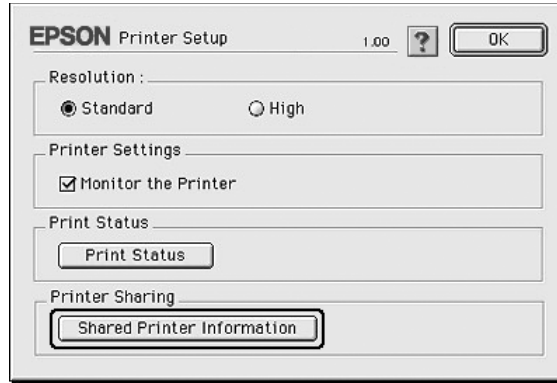 EPSON Printer Setup 1.00 ? OK
Resolution :
Standard High
Printer Settings
Monitor the Printer
Print Status
Print Status
Printer Sharing
Shared Printer Information